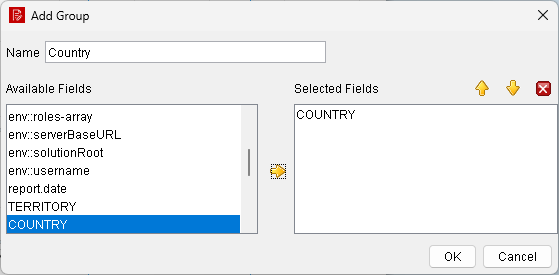 Add Group
Name Country
Available Fields
Selected Fields
env::roles-array
env::serverBaseURL
env::solutionRoot
env::username
report.date
TERRITORY
COUNTRY
COUNTRY
OK
Cancel